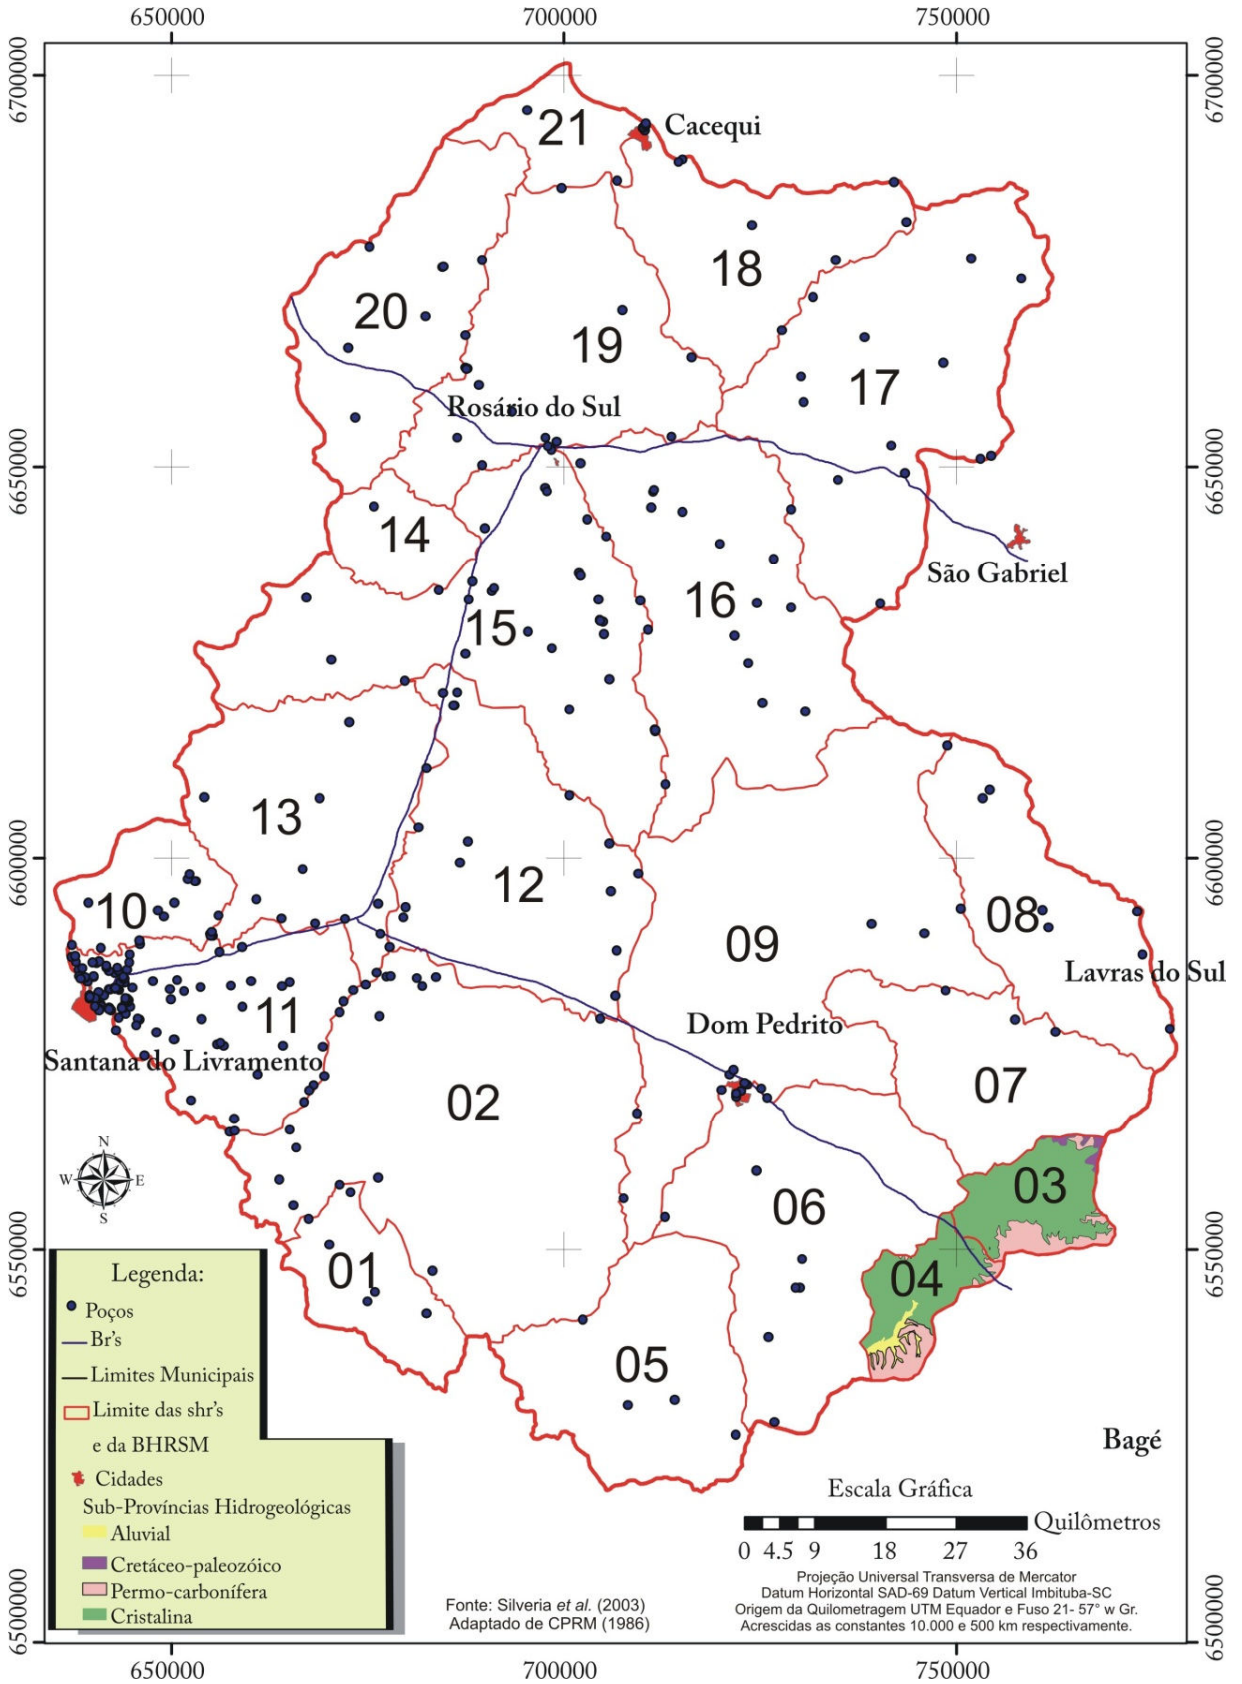 650000
700000
750000
6700000
6700000
21
Cacequi
18
20
19
17
Rosário do Sul
6650000
6650000
14
São Gabriel
16
15
13
6600000
6600000
12
10
08
09
Lavras do Sul
11
Dom Pedrito
Santana do Livramento
07
02
N
W
E
S
03
06
6550000
6550000
01
04
05
Legenda:
Poços
Br's
Limites Municipais
Limite das shr's
e da BHRSM
Cidades
Sub-Províncias Hidrogeológicas
Aluvial
Cretáceo-paleozóico
Permo-carbonífera
Cristalina
Bagé
Escala Gráfica
Quilômetros
0 4.5 9 18 27 36
Projeção Universal Transversa de Mercator
Datum Horizontal SAD-69 Datum Vertical Imbituba-SC
Origem da Quilometragem UTM Equador e Fuso 21- 57° w Gr.
Acrescidas as constantes 10.000 e 500 km respectivamente.
Fonte: Silveria et al. (2003)
Adaptado de CPRM (1986)
6500000
6500000
650000
700000
750000